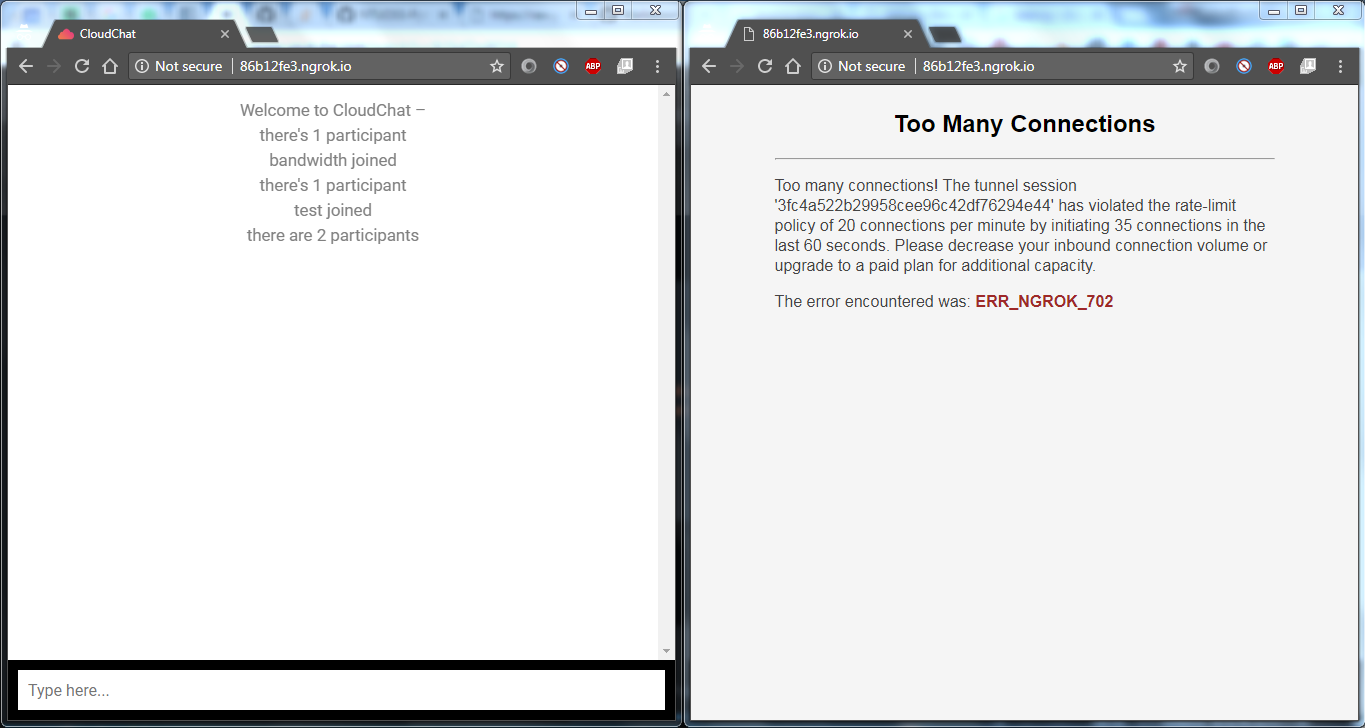 CloudChat
Not secure
86b12fe3.ngrok.io
ABP
Welcome to CloudChat –
there's 1 participant
bandwidth joined
there's 1 participant
test joined
there are 2 participants
Type here...
86b12fe3.ngrok.io
Not secure
86b12fe3.ngrok.io
ABP
Too Many Connections
Too many connections! The tunnel session
'3fc4a522b29958cee96c42df76294e44' has violated the rate-limit
policy of 20 connections per minute by initiating 35 connections in the
last 60 seconds. Please decrease your inbound connection volume or
upgrade to a paid plan for additional capacity.
The error encountered was: ERR_NGROK_702